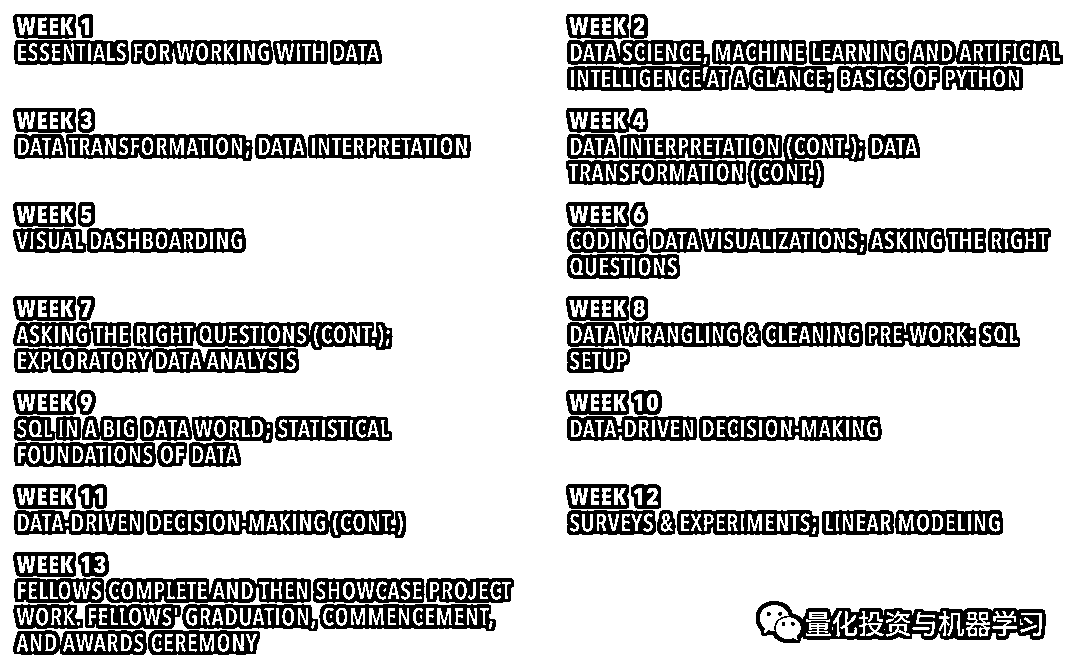 WEEK 1
ESSENTIALS FOR WORKING WITH DATA
WEEK 2
DATA SCIENCE, MACHINE LEARNING AND ARTIFICIAL
INTELLIGENCE AT A GLANCE; BASICS OF PYTHON
WEEK 3
DATA TRANSFORMATION; DATA INTERPRETATION
WEEK 4
DATA INTERPRETATION (CONT.); DATA
TRANSFORMATION (CONT.)
WEEK 5
VISUAL DASHBOARDING
WEEK 6
CODING DATA VISUALIZATIONS; ASKING THE RIGHT
QUESTIONS
WEEK 7
ASKING THE RIGHT QUESTIONS (CONT.);
EXPLORATORY DATA ANALYSIS
WEEK 8
DATA WRANGLING & CLEANING PRE-WORK: SQL
SETUP
WEEK 9
SQL IN A BIG DATA WORLD; STATISTICAL
FOUNDATIONS OF DATA
WEEK 10
DATA-DRIVEN DECISION-MAKING
WEEK 11
DATA-DRIVEN DECISION-MAKING (CONT.)
WEEK 12
SURVEYS & EXPERIMENTS; LINEAR MODELING
WEEK 13
FELLOWS COMPLETE AND THEN SHOWCASE PROJECT
WORK. FELLOWS' GRADUATION, COMMENCEMENT,
AND AWARDS CEREMONY
量化投资与机器学习